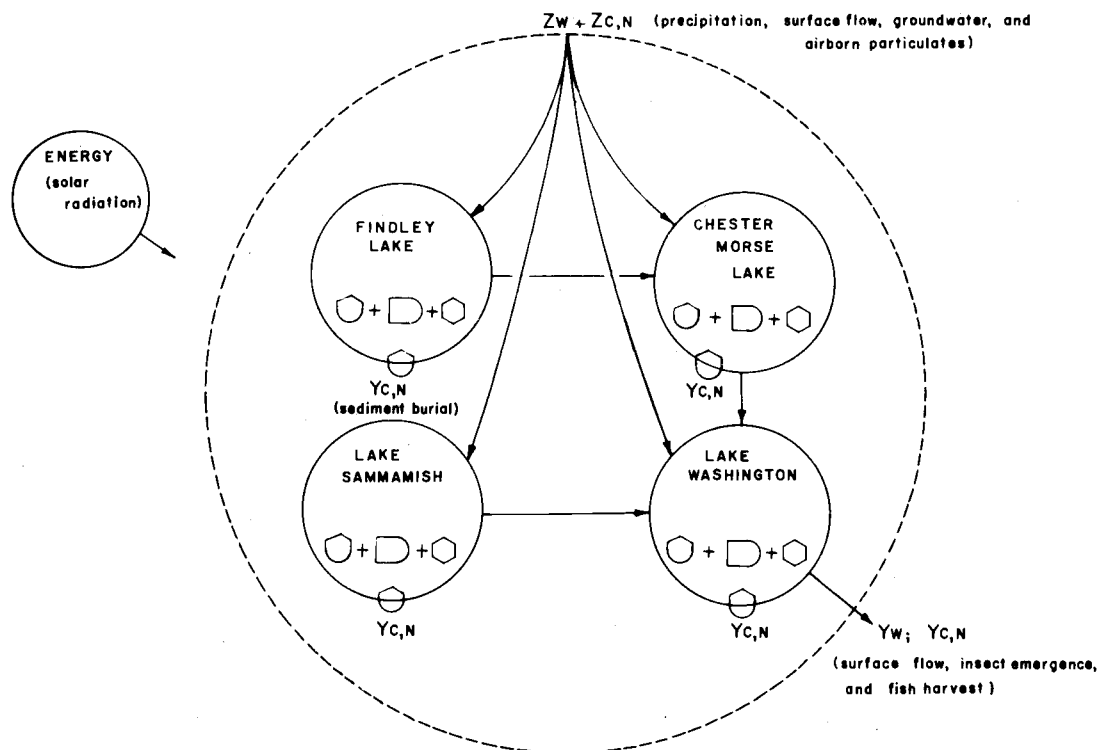 ZW + ZC,N (precipitation, surface flow, groundwater, and
airborn particulates)
ENERGY
(solar
radiation)
FINDLEY
LAKE
CHESTER
MORSE
LAKE
YC,N
(sediment burial)
YC,N
LAKE
SAMMAMISH
LAKE
WASHINGTON
YC,N
YC,N
YW; YC,N
(surface flow, insect emergence,
and fish harvest)